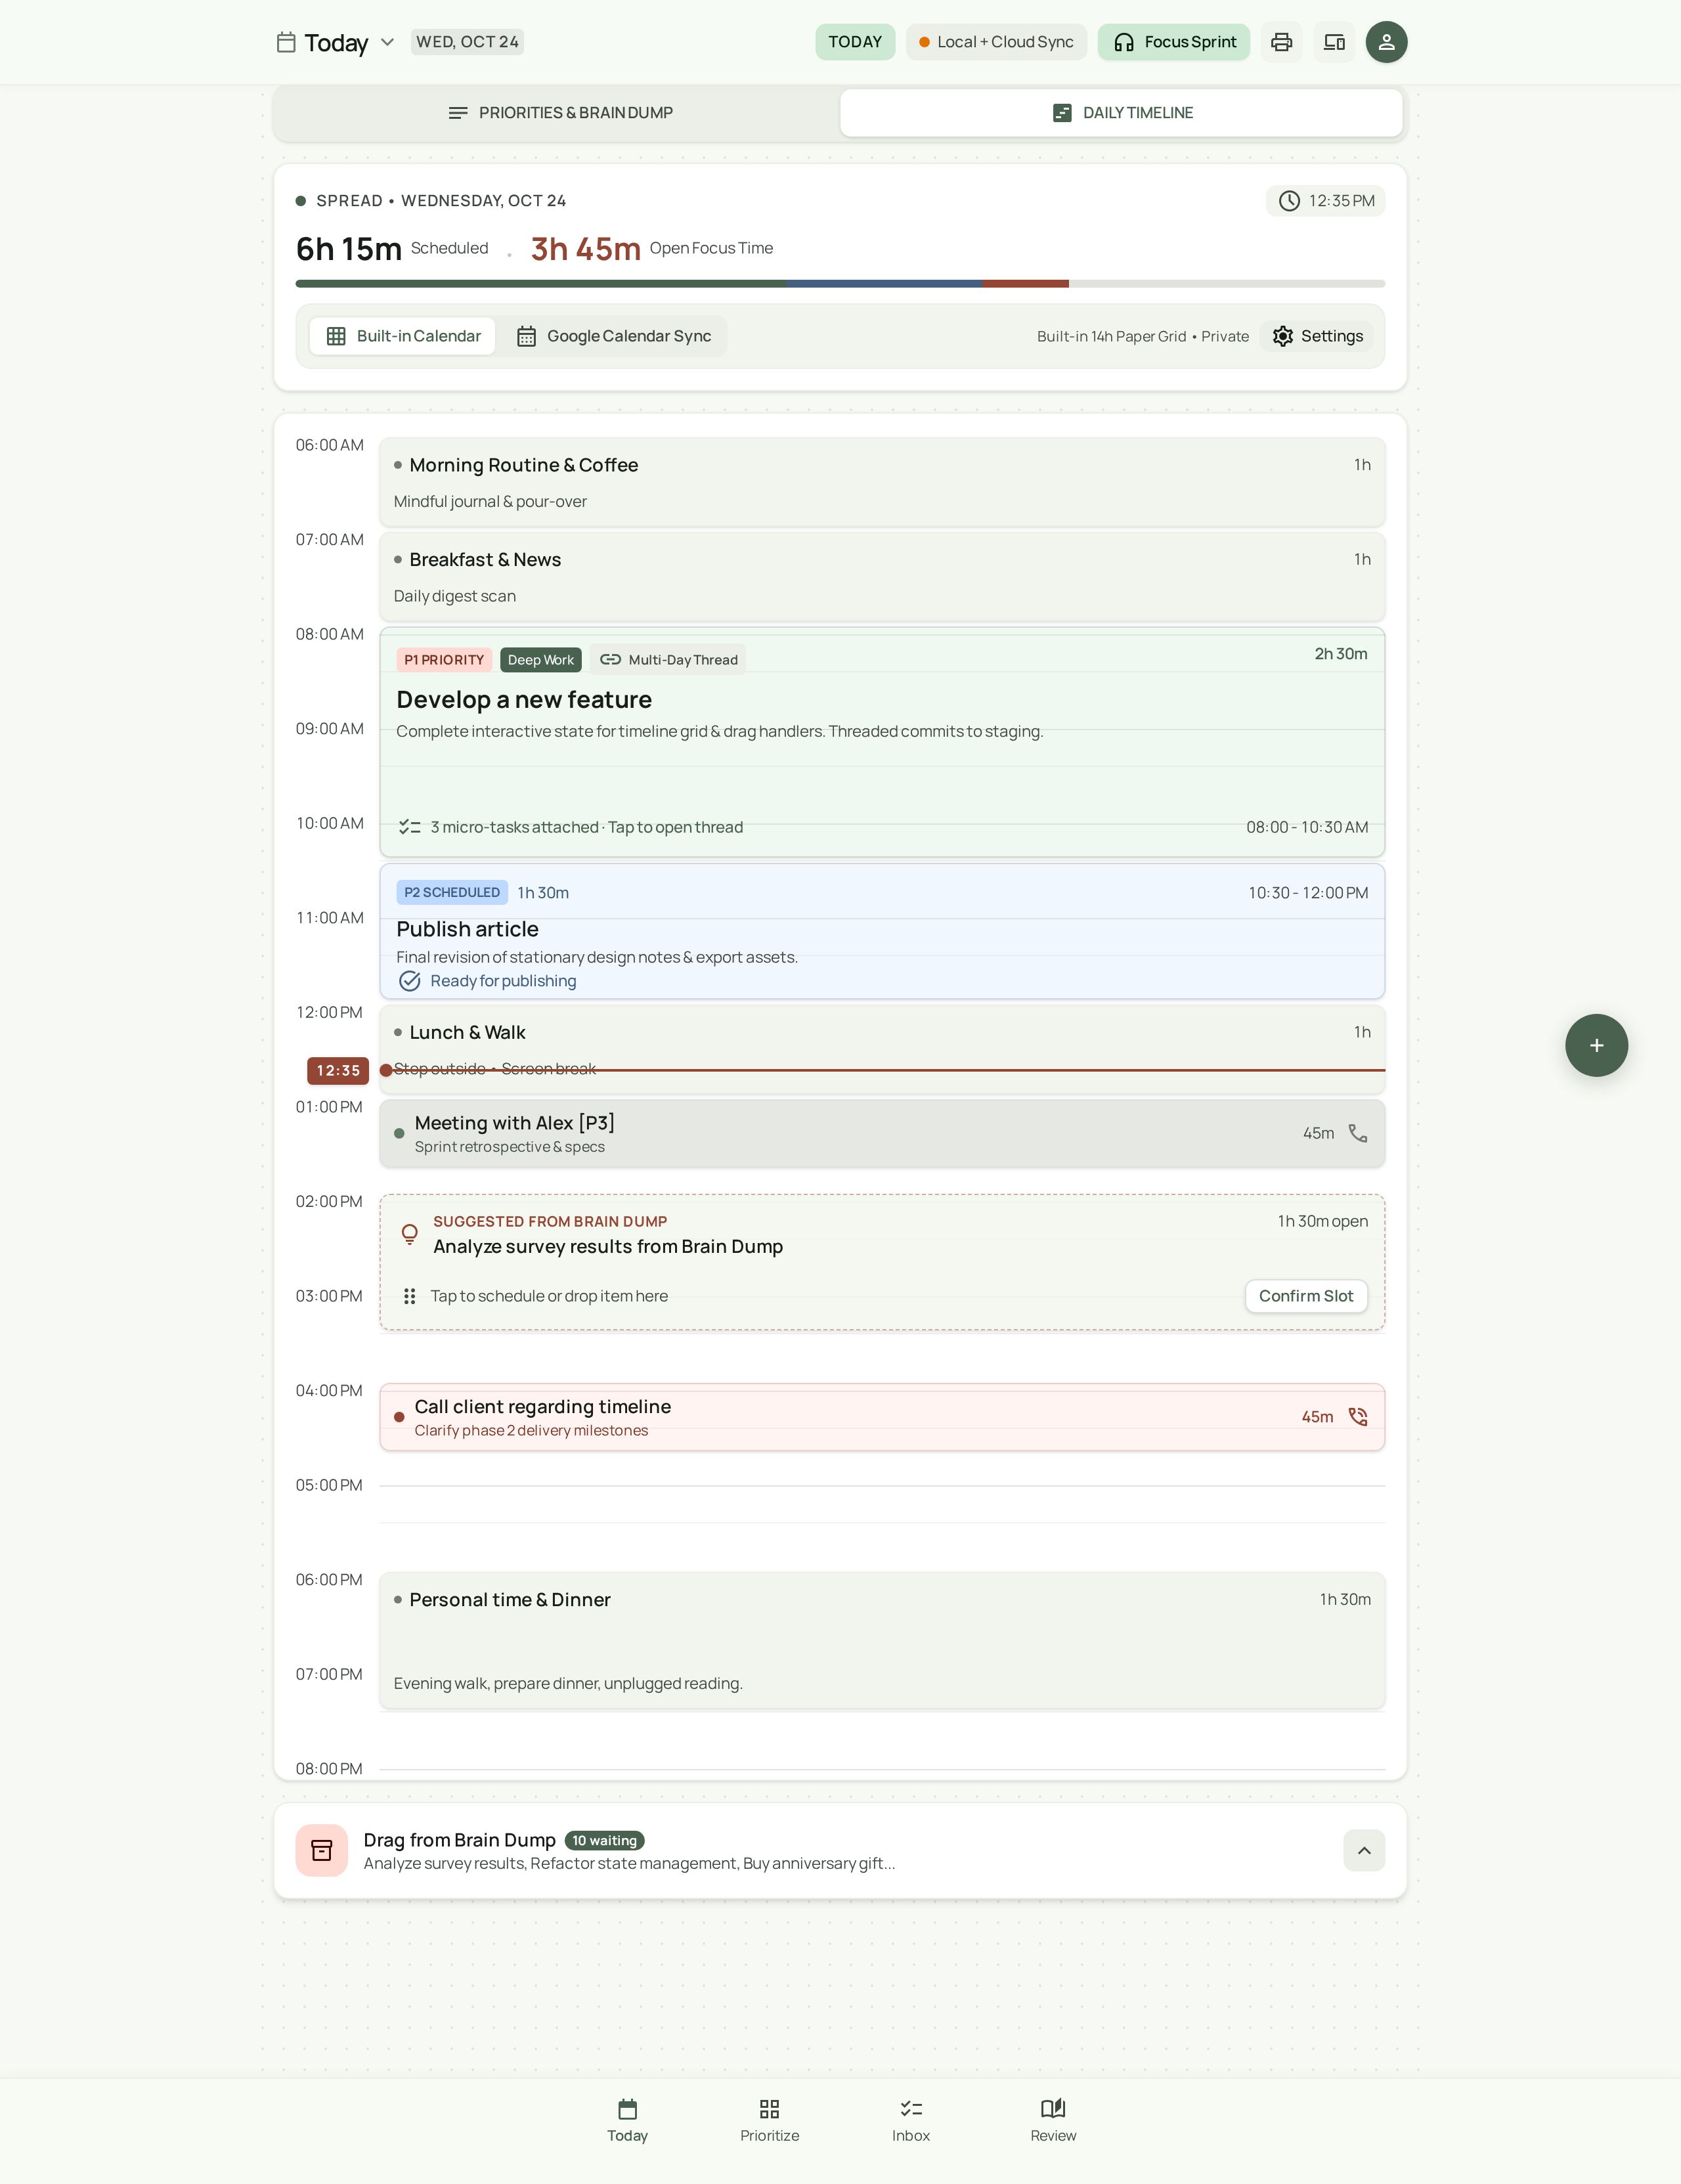 Today WED, OCT 24 TODAY Local + Cloud Sync Focus Sprint
PRIORITIES & BRAIN DUMP DAILY TIMELINE
SPREAD • WEDNESDAY, OCT 24 12:35 PM
6h 15m Scheduled . 3h 45m Open Focus Time
Built-in Calendar Google Calendar Sync Built-in 14h Paper Grid • Private Settings
06:00 AM
Morning Routine & Coffee 1h
Mindful journal & pour-over
07:00 AM
Breakfast & News 1h
Daily digest scan
08:00 AM
P1 PRIORITY Deep Work Multi-Day Thread 2h 30m
Develop a new feature
09:00 AM
Complete interactive state for timeline grid & drag handlers. Threaded commits to staging.
10:00 AM
3 micro-tasks attached · Tap to open thread 08:00 - 10:30 AM
P2 SCHEDULED 1h 30m 10:30 - 12:00 PM
11:00 AM
Publish article
Final revision of stationary design notes & export assets.
Ready for publishing
12:00 PM
Lunch & Walk 1h
12:35
Step outside • Screen break
01:00 PM
Meeting with Alex [P3]
45m
Sprint retrospective & specs
02:00 PM
SUGGESTED FROM BRAIN DUMP 1h 30m open
Analyze survey results from Brain Dump
03:00 PM
Tap to schedule or drop item here Confirm Slot
04:00 PM
Call client regarding timeline
45m
Clarify phase 2 delivery milestones
05:00 PM
06:00 PM
Personal time & Dinner 1h 30m
07:00 PM
Evening walk, prepare dinner, unplugged reading.
08:00 PM
Drag from Brain Dump 10 waiting
Analyze survey results, Refactor state management, Buy anniversary gift...
Today Prioritize Inbox Review